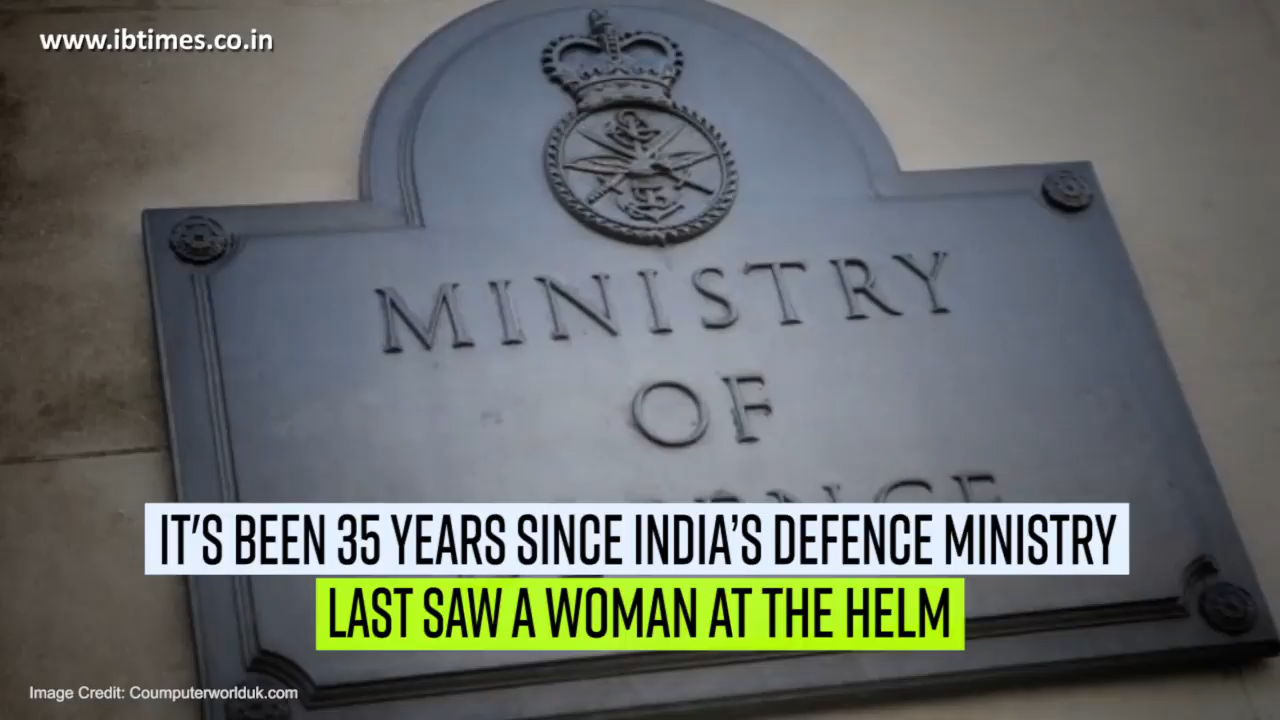 www.ibtimes.co.in
MINISTRY
OF
IT'S BEEN 35 YEARS SINCE INDIA'S DEFENCE MINISTRY
LAST SAW A WOMAN AT THE HELM
Image Credit: Coumputerworlduk.com